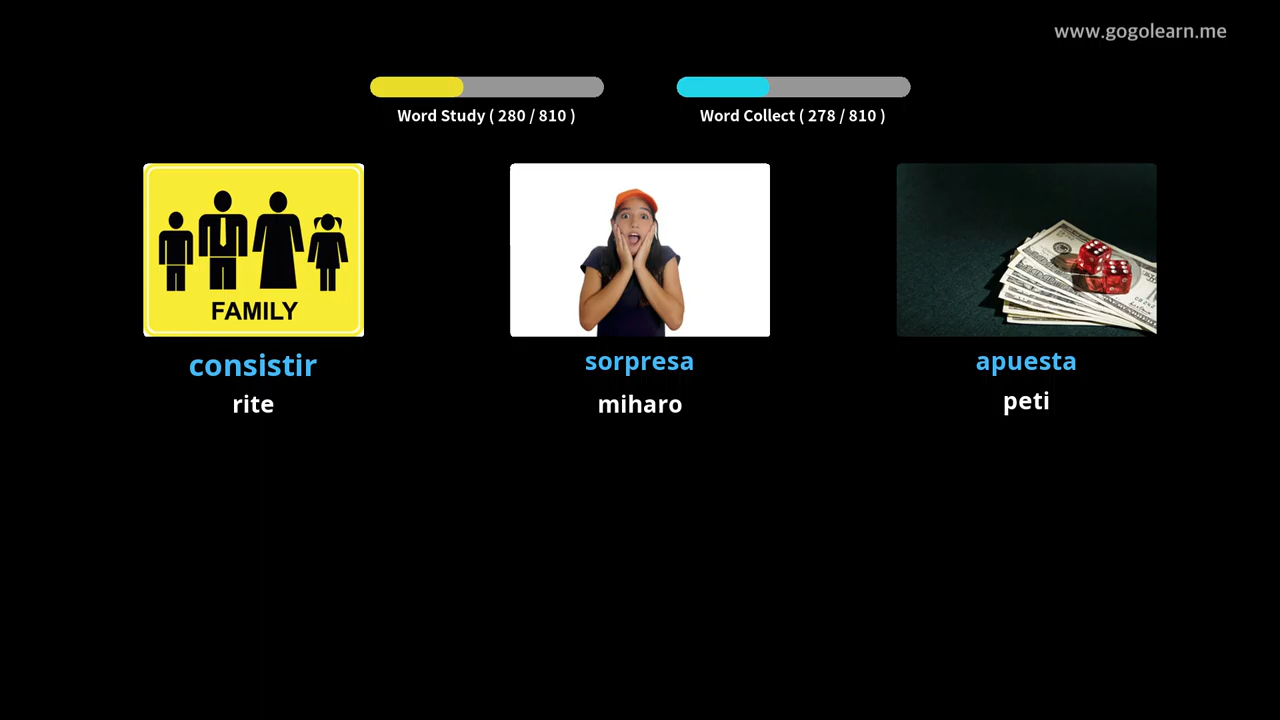 www.gogolearn.me
Word Study ( 280 / 810 )
Word Collect ( 278 / 810 )
FAMILY
consistir
rite
sorpresa
miharo
apuesta
peti